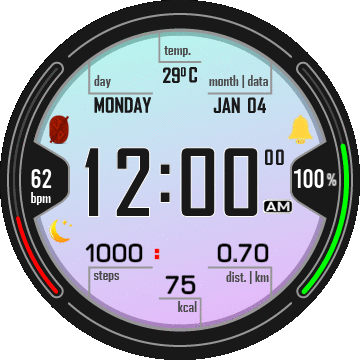 temp.
29⁰C
day
month | data
MONDAY
JAN 04
62
bpm
12:00
00
AM
100%
1000 :
0.70
steps
dist. | km
75
kcal